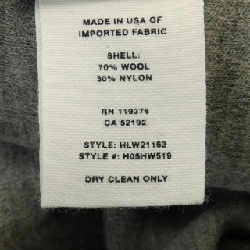 MADE IN USA OF
IMPORTED FABRIC
SHELL:
70% WOOL
30% NYLON
RN 119376
CA 52192
STYLE: HLW21163
STYLE #: H05HW519
DRY CLEAN ONLY